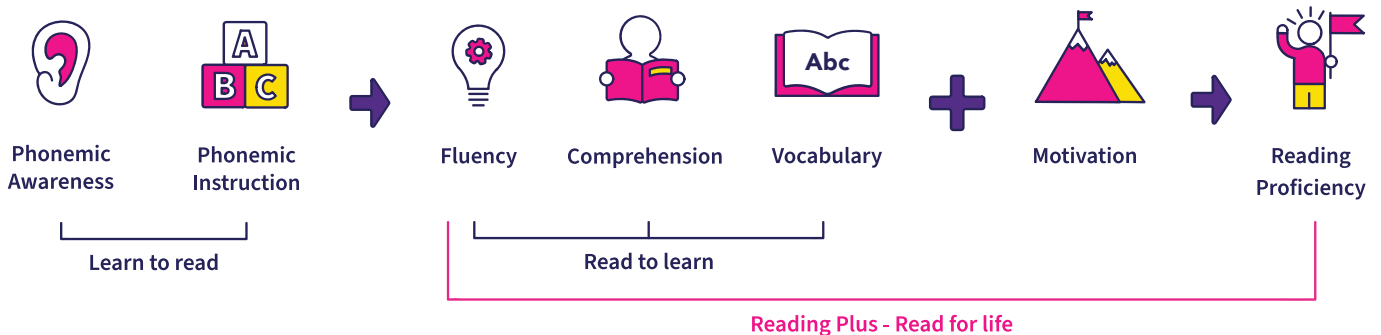 A
B C
Abc
Phonemic
Awareness
Phonemic
Instruction
Fluency
Comprehension
Vocabulary
Motivation
Reading
Proficiency
Learn to read
Read to learn
Reading Plus - Read for life